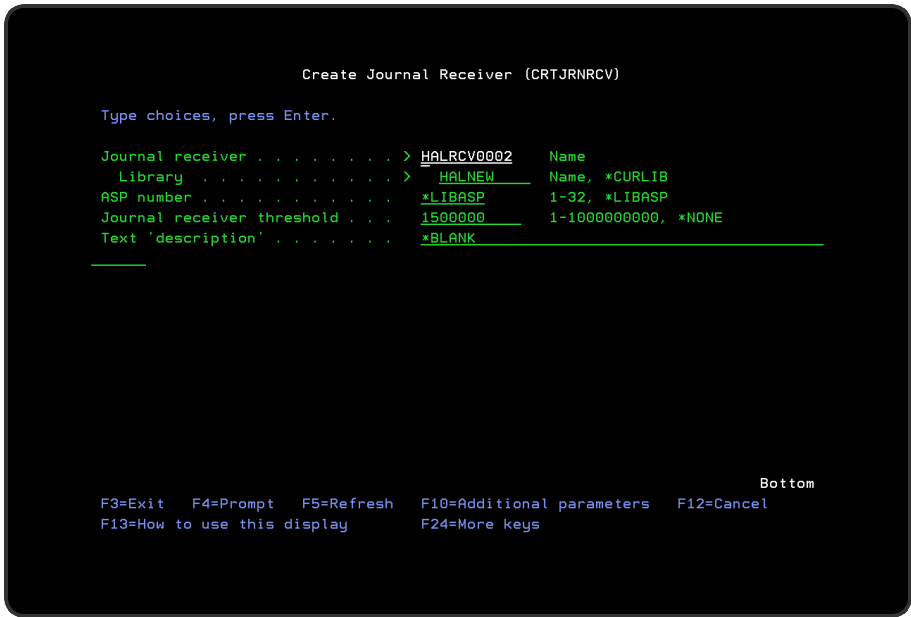 Create Journal Receiver (CRTJRNRCV)
Type choices, press Enter.
Journal receiver . . . . . . . . > HALRCV0002    Name
Library  . . . . . . . . . . . >   HALNEW        Name, *CURLIB
ASP number . . . . . . . . . . .   *LIBASP       1-32, *LIBASP
Journal receiver threshold . . .   1500000       1-1000000000, *NONE
Text 'description' . . . . . . .   *BLANK
Bottom
F3=Exit   F4=Prompt   F5=Refresh   F10=Additional parameters   F12=Cancel
F13=How to use this display        F24=More keys